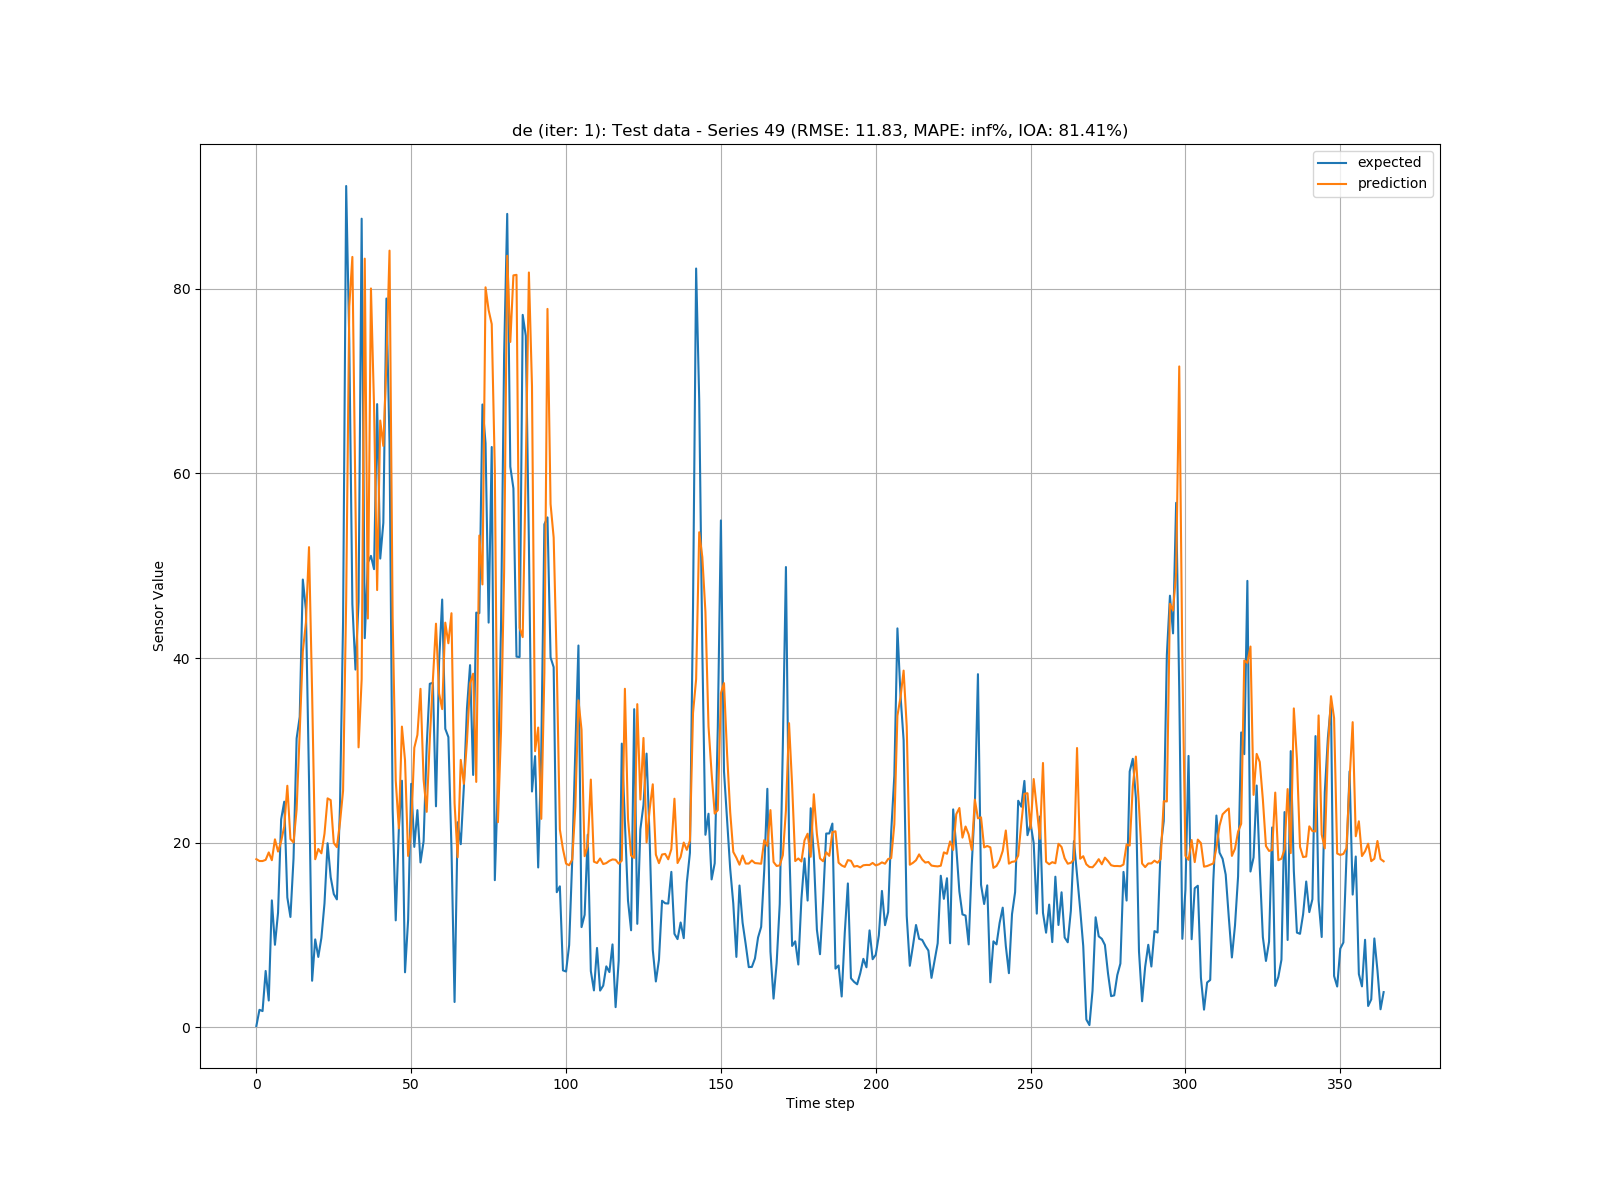 de (iter: 1): Test data - Series 49 (RMSE: 11.83, MAPE: inf%, IOA: 81.41%)
expected
prediction
80
60
40
20
0
Sensor Value
0 50 100 150 200 250 300 350
Time step